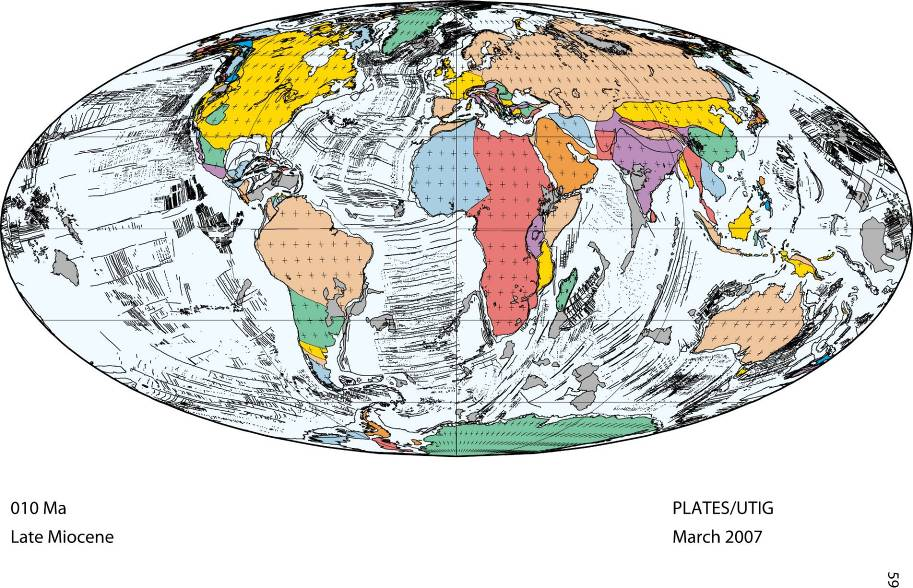 010 Ma
Late Miocene
PLATES/UTIG
March 2007
59